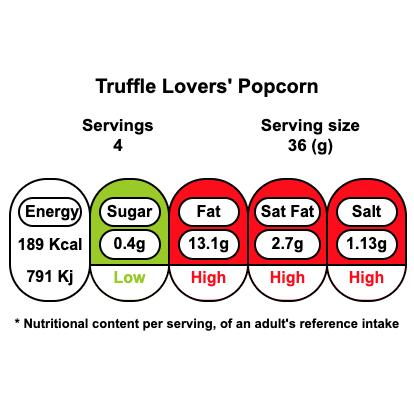 Truffle Lovers' Popcorn
Servings
4
Serving size
36 (g)
Energy
189 Kcal
791 Kj
Sugar
0.4g
Low
Fat
13.1g
High
Sat Fat
2.7g
High
Salt
1.13g
High
* Nutritional content per serving, of an adult's reference intake